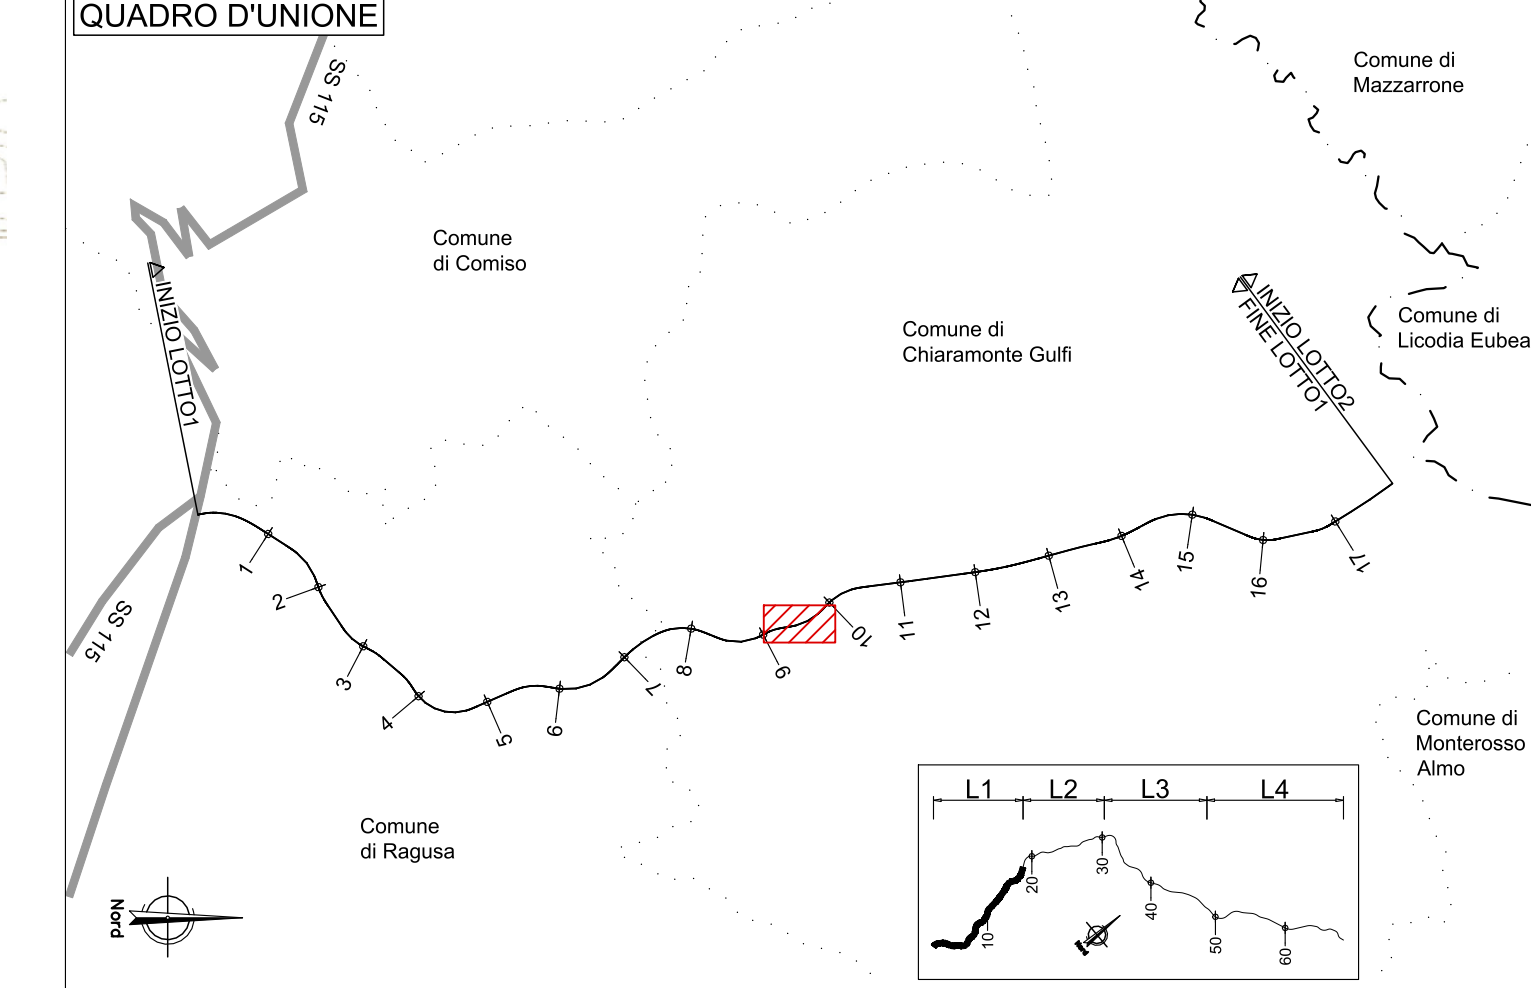 QUADRO D'UNIONE
SS 115
Comune di
Mazzarrone
Comune
di Comiso
INIZIO LOTTO1
Comune di
Chiaramonte Gulfi
INIZIO LOTTO2
FINE LOTTO1
Comune di
Licodia Eubea
1
2
3
4
5
6
7
8
9
10
11
12
13
14
15
16
17
SS 115
Comune di
Monterosso
Almo
Comune
di Ragusa
Nord
L1 L2 L3 L4
10
20
30
40
50
60